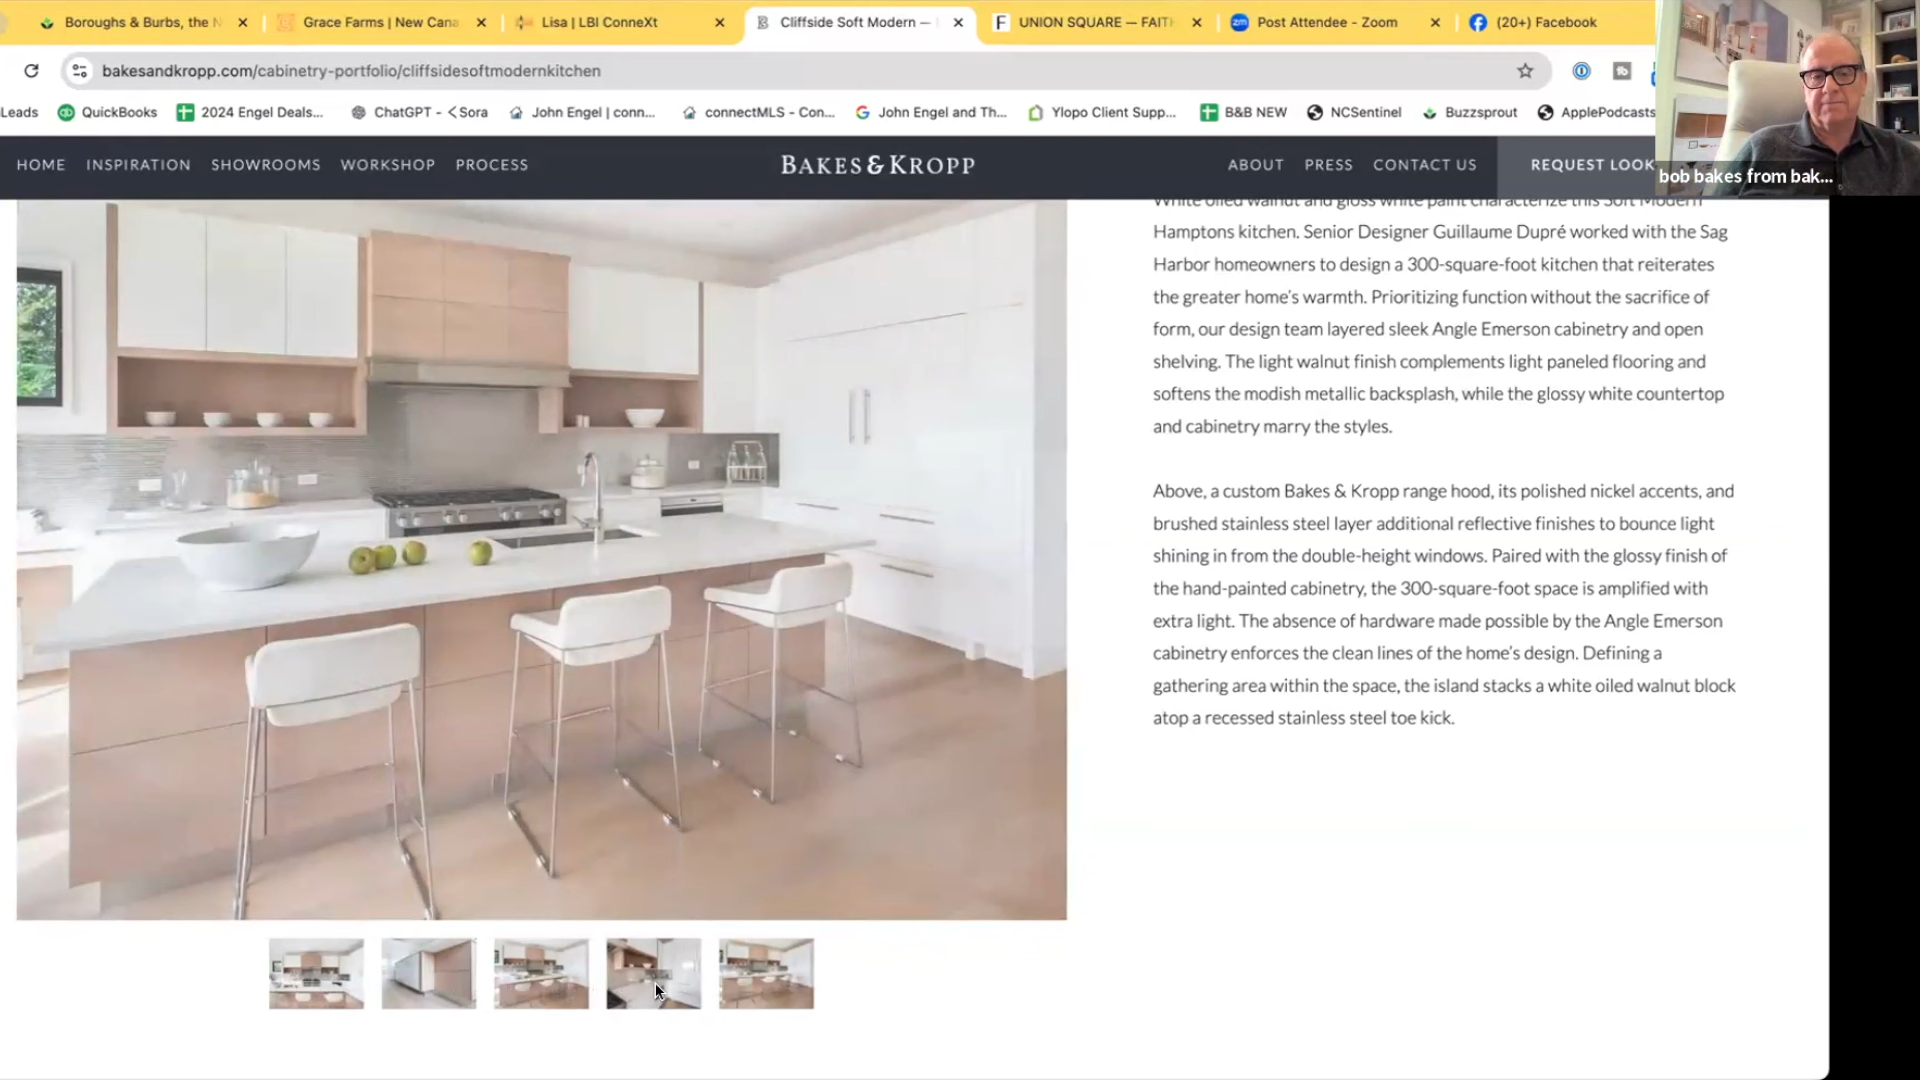 Boroughs & Burbs, the N
Grace Farms | New Cana
Lisa | LBI ConneXt
Cliffside Soft Modern —
UNION SQUARE — FAIT
Post Attendee - Zoom
(20+) Facebook
bakesandkropp.com/cabinetry-portfolio/cliffsidesoftmodernkitchen
Leads
QuickBooks
2024 Engel Deals...
ChatGPT - < Sora
John Engel | conn...
connectMLS - Con...
John Engel and Th...
Ylopo Client Supp...
B&B NEW
NCSentinel
Buzzsprout
ApplePodcasts
HOME INSPIRATION SHOWROOMS WORKSHOP PROCESS
BAKES & KROPP
ABOUT PRESS CONTACT US
REQUEST LOOK
bob bakes from bak...
White oiled walnut and gloss white paint characterize this Soft Modern
Hamptons kitchen. Senior Designer Guillaume Dupré worked with the Sag
Harbor homeowners to design a 300-square-foot kitchen that reiterates
the greater home's warmth. Prioritizing function without the sacrifice of
form, our design team layered sleek Angle Emerson cabinetry and open
shelving. The light walnut finish complements light paneled flooring and
softens the modish metallic backsplash, while the glossy white countertop
and cabinetry marry the styles.
Above, a custom Bakes & Kropp range hood, its polished nickel accents, and
brushed stainless steel layer additional reflective finishes to bounce light
shining in from the double-height windows. Paired with the glossy finish of
the hand-painted cabinetry, the 300-square-foot space is amplified with
extra light. The absence of hardware made possible by the Angle Emerson
cabinetry enforces the clean lines of the home's design. Defining a
gathering area within the space, the island stacks a white oiled walnut block
atop a recessed stainless steel toe kick.